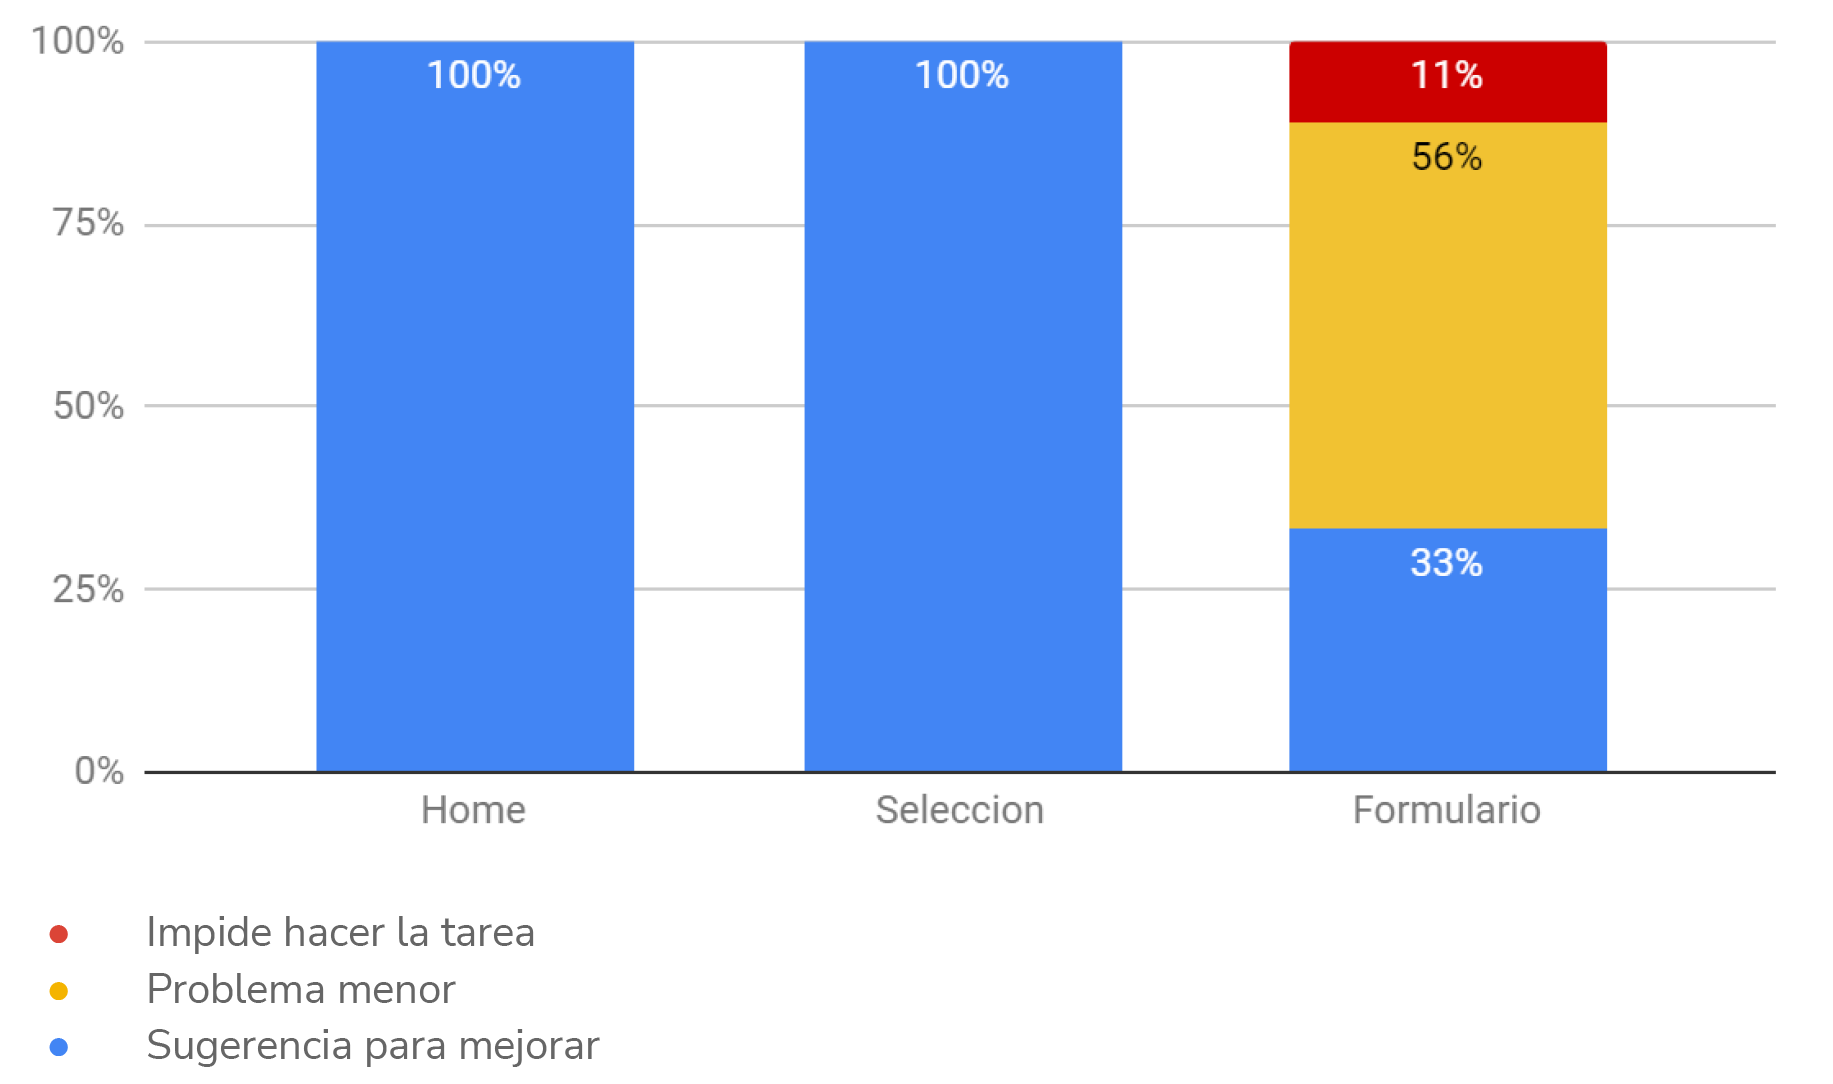 100%
100%
100%
11%
56%
75%
50%
33%
25%
0%
Home
Seleccion
Formulario
Impide hacer la tarea
Problema menor
Sugerencia para mejorar